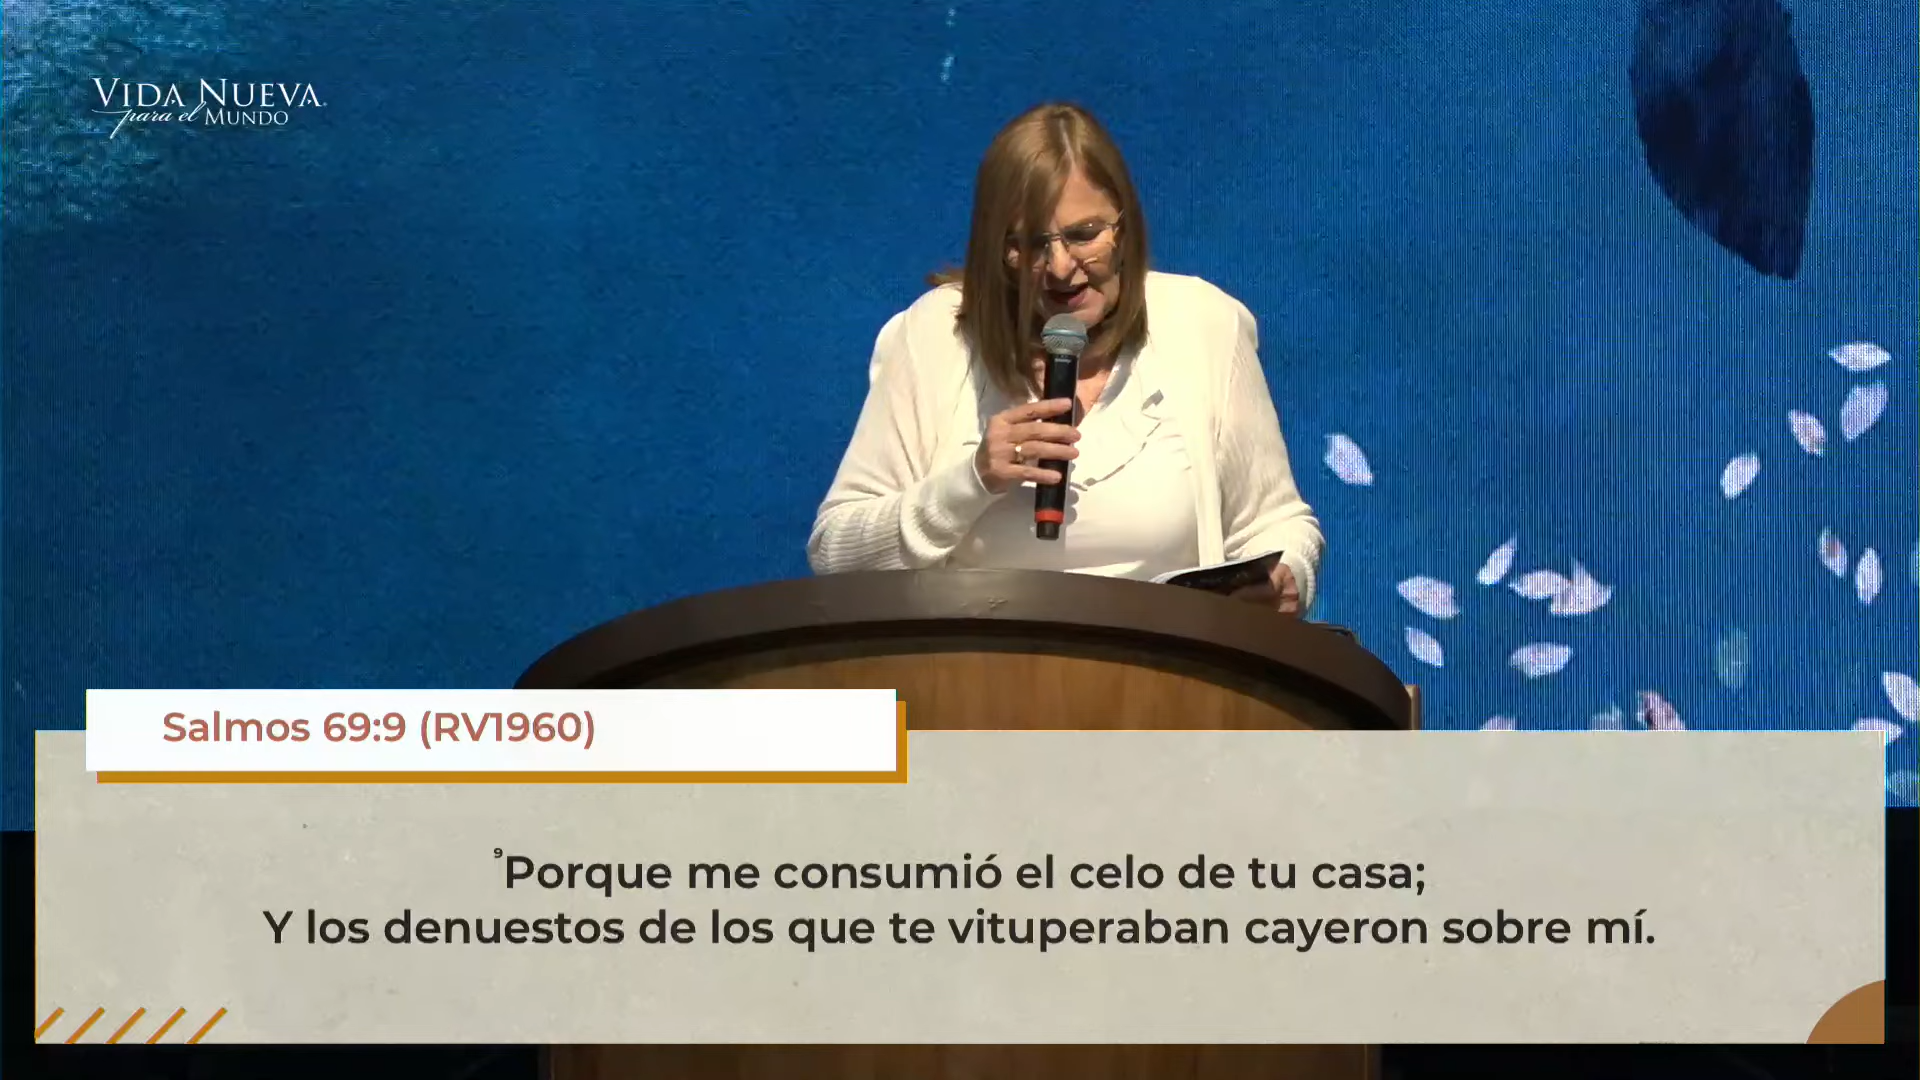 VIDA NUEVA
para el MUNDO
Salmos 69:9 (RV1960)
⁹Porque me consumió el celo de tu casa;
Y los denuestos de los que te vituperaban cayeron sobre mí.